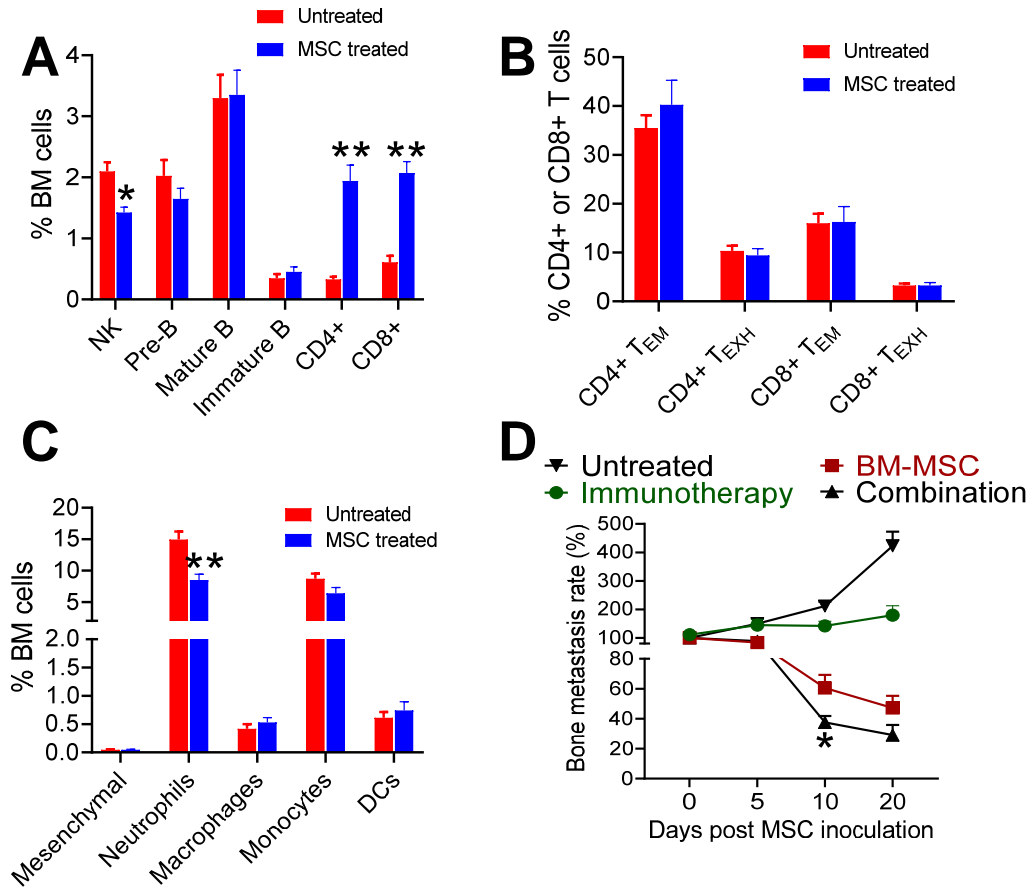 A
Untreated
MSC treated
% BM cells
4
3
2
1
0
*
**
**
NK
Pre-B
Mature B
Immature B
CD4+
CD8+
B
Untreated
MSC treated
% CD4+ or CD8+ T cells
50
40
30
20
10
0
CD4+ TEM
CD4+ TEXH
CD8+ TEM
CD8+ TEXH
C
Untreated
MSC treated
% BM cells
20
15
10
5
2.0
1.5
1.0
0.5
0.0
**
Mesenchymal
Neutrophils
Macrophages
Monocytes
DCs
D
Untreated
BM-MSC
Immunotherapy
Combination
Bone metastasis rate (%)
500
400
300
200
100
80
60
40
20
0
*
0 5 10 20
Days post MSC inoculation